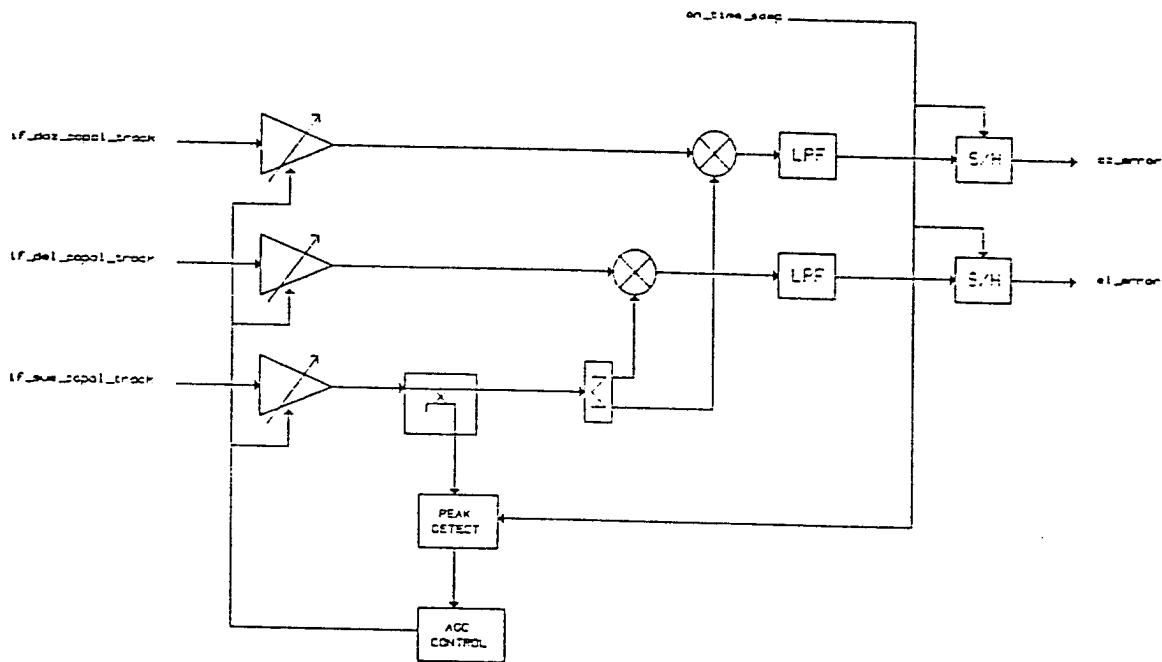 on_time_samp
if_daz_copol_track
LPF
S/H
az_error
if_del_copol_track
LPF
S/H
el_error
if_sum_copol_track
x
PEAK
DETECT
AGC
CONTROL